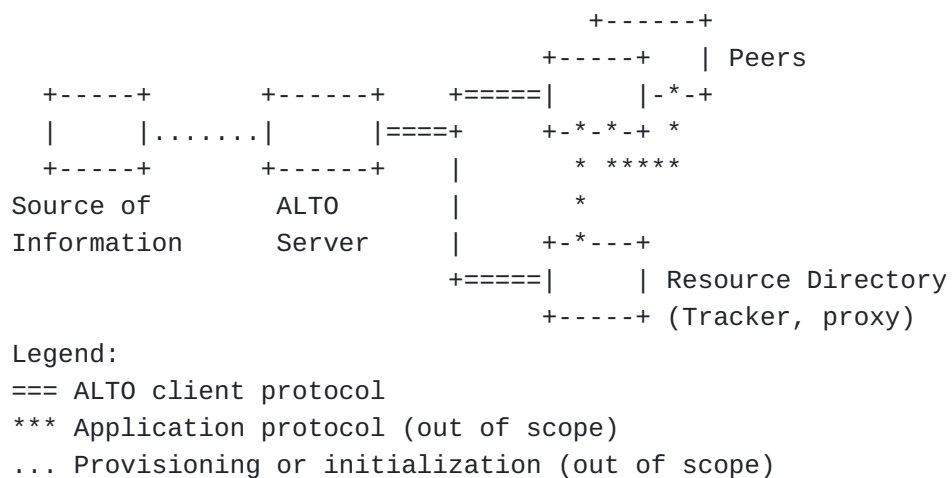 +------+
                                  +-----+   | Peers
  +-----+       +------+    +=====|     |-*-+
  |     |.......|      |====+     +-*-*-+ *
  +-----+       +------+    |       * *****
Source of        ALTO       |       *
Information      Server     |     +-*---+
                            +=====|     | Resource Directory
                                  +-----+ (Tracker, proxy)
Legend:
=== ALTO client protocol
*** Application protocol (out of scope)
... Provisioning or initialization (out of scope)